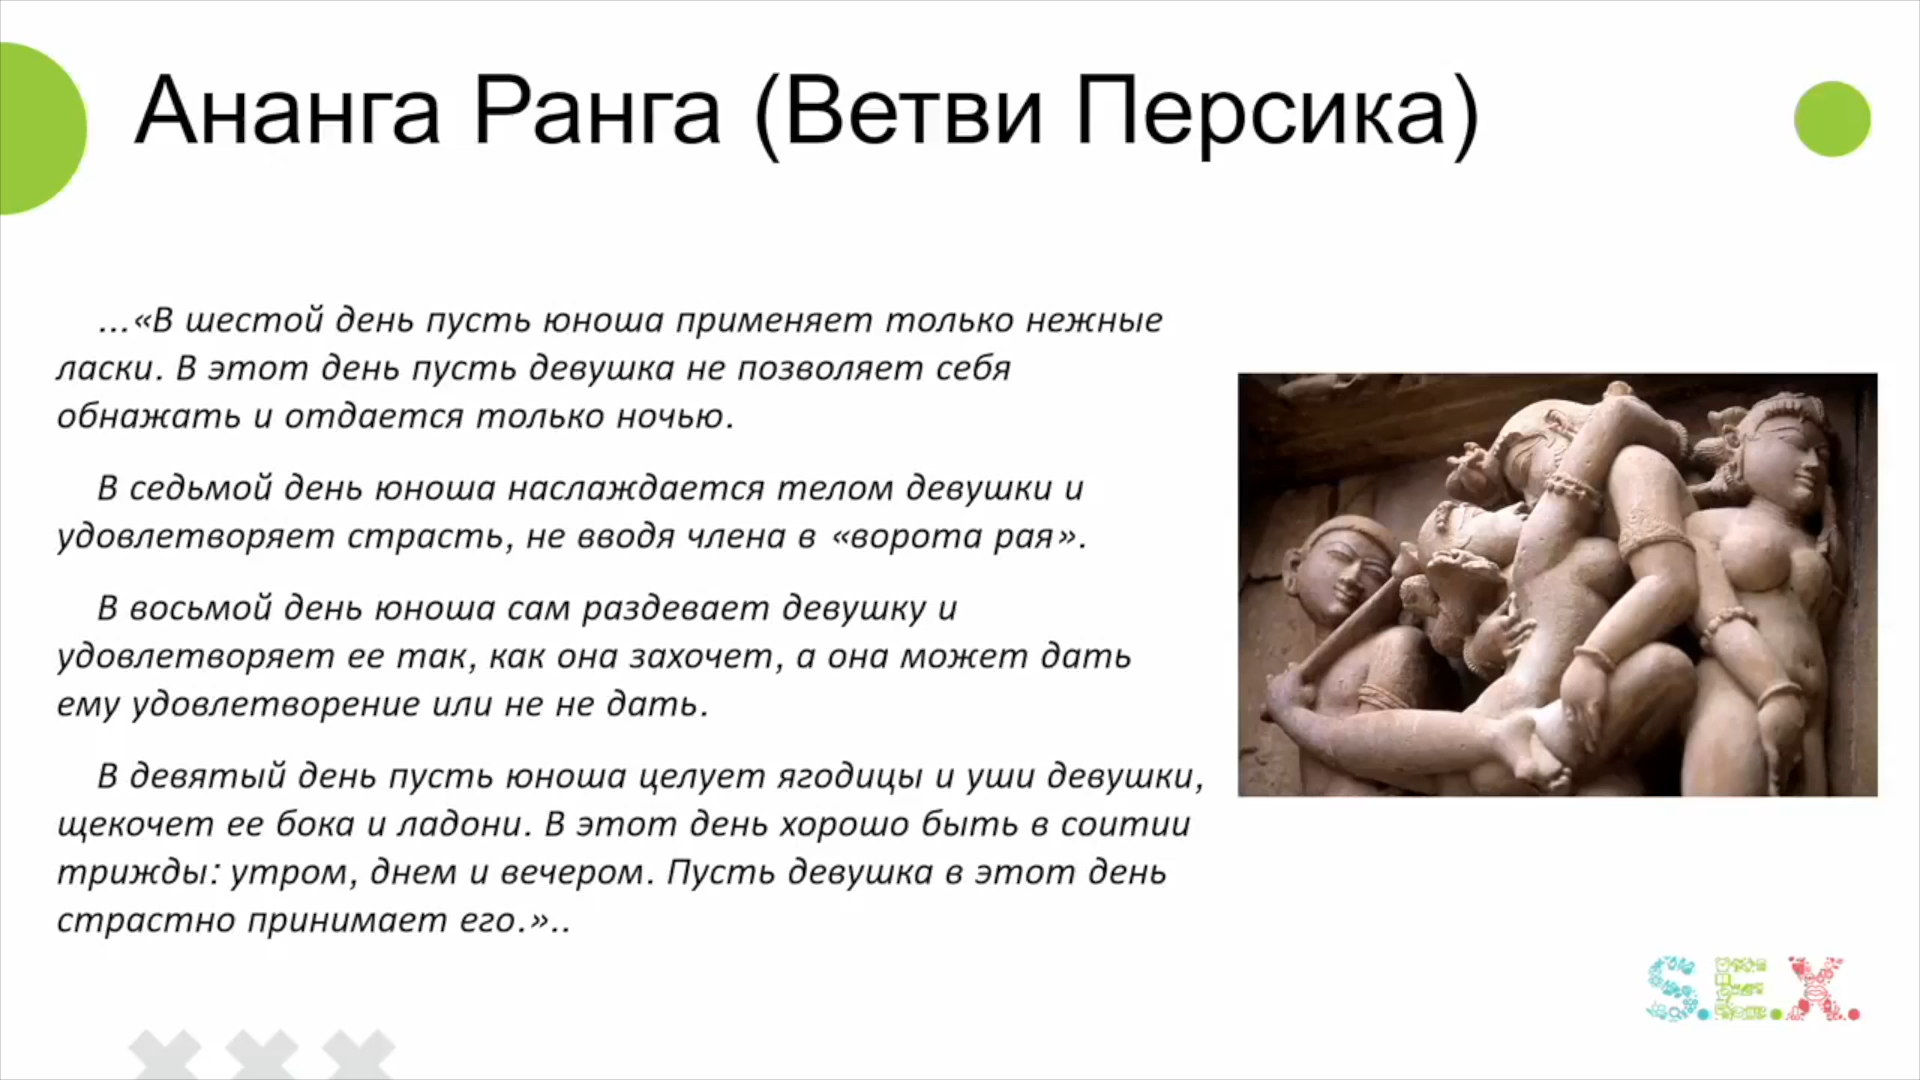 Ананга Ранга (Ветви Персика)
...«В шестой день пусть юноша применяет только нежные
ласки. В этот день пусть девушка не позволяет себя
обнажать и отдается только ночью.
В седьмой день юноша наслаждается телом девушки и
удовлетворяет страсть, не вводя члена в «ворота рая».
В восьмой день юноша сам раздевает девушку и
удовлетворяет ее так, как она захочет, а она может дать
ему удовлетворение или не не дать.
В девятый день пусть юноша целует ягодицы и уши девушки,
щекочет ее бока и ладони. В этот день хорошо быть в соитии
трижды: утром, днем и вечером. Пусть девушка в этот день
страстно принимает его.»..
S.E.X.